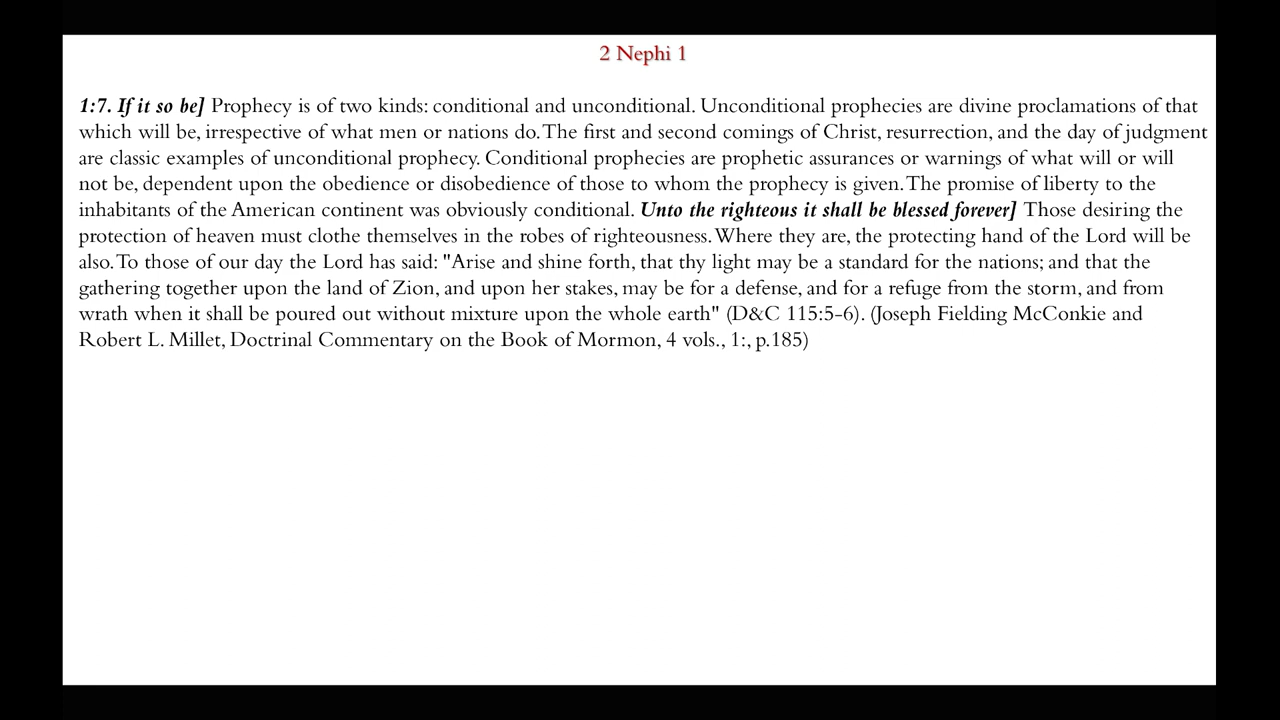 2 Nephi 1
1:7. If it so be] Prophecy is of two kinds: conditional and unconditional. Unconditional prophecies are divine proclamations of that
which will be, irrespective of what men or nations do. The first and second comings of Christ, resurrection, and the day of judgment
are classic examples of unconditional prophecy. Conditional prophecies are prophetic assurances or warnings of what will or will
not be, dependent upon the obedience or disobedience of those to whom the prophecy is given. The promise of liberty to the
inhabitants of the American continent was obviously conditional. Unto the righteous it shall be blessed forever] Those desiring the
protection of heaven must clothe themselves in the robes of righteousness. Where they are, the protecting hand of the Lord will be
also. To those of our day the Lord has said: "Arise and shine forth, that thy light may be a standard for the nations; and that the
gathering together upon the land of Zion, and upon her stakes, may be for a defense, and for a refuge from the storm, and from
wrath when it shall be poured out without mixture upon the whole earth" (D&C 115:5-6). (Joseph Fielding McConkie and
Robert L. Millet, Doctrinal Commentary on the Book of Mormon, 4 vols., 1:, p.185)